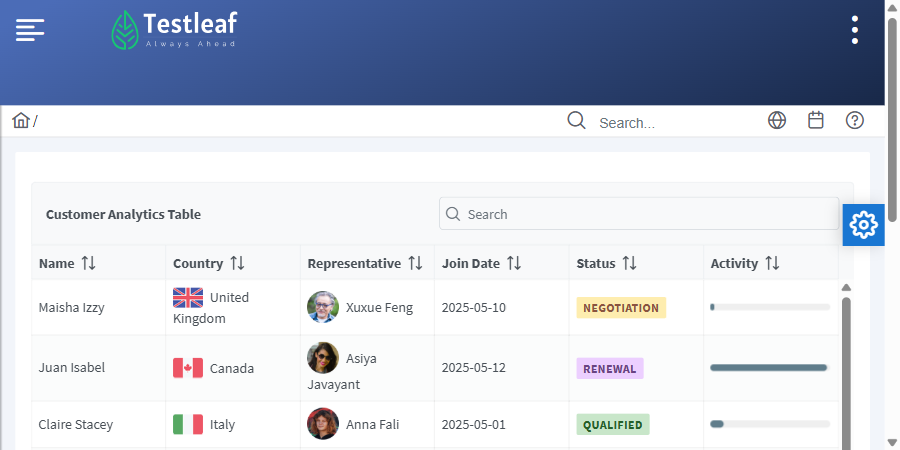 Testleaf
Always Ahead
/
Search...
Customer Analytics Table
Search
Name Country Representative Join Date Status Activity
Maisha Izzy United Kingdom Xuxue Feng 2025-05-10 NEGOTIATION
Juan Isabel Canada Asiya Javayant 2025-05-12 RENEWAL
Claire Stacey Italy Anna Fali 2025-05-01 QUALIFIED